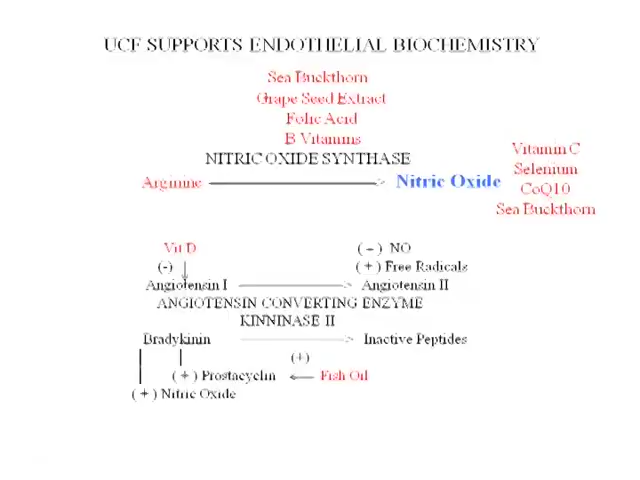 UCF SUPPORTS ENDOTHELIAL BIOCHEMISTRY
Sea Buckthorn
Grape Seed Extract
Folic Acid
B Vitamins
NITRIC OXIDE SYNTHASE
Arginine
Nitric Oxide
Vitamin C
Selenium
CoQ10
Sea Buckthorn
Vit D
(-)
(−) NO
(+) Free Radicals
Angiotensin I
Angiotensin II
ANGIOTENSIN CONVERTING ENZYME
KINNINASE II
Bradykinin
Inactive Peptides
(+)
(+) Prostacyclin
Fish Oil
(+) Nitric Oxide